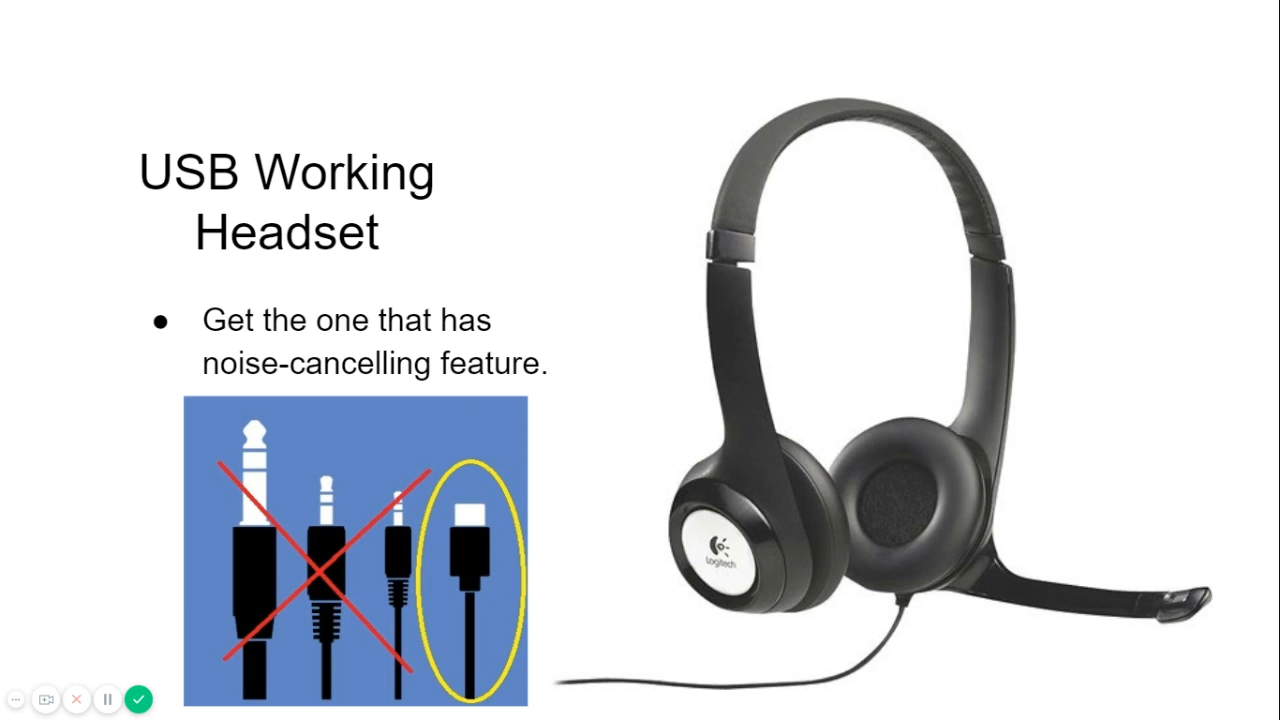 USB Working
Headset
● Get the one that has
noise-cancelling feature.
Logitech